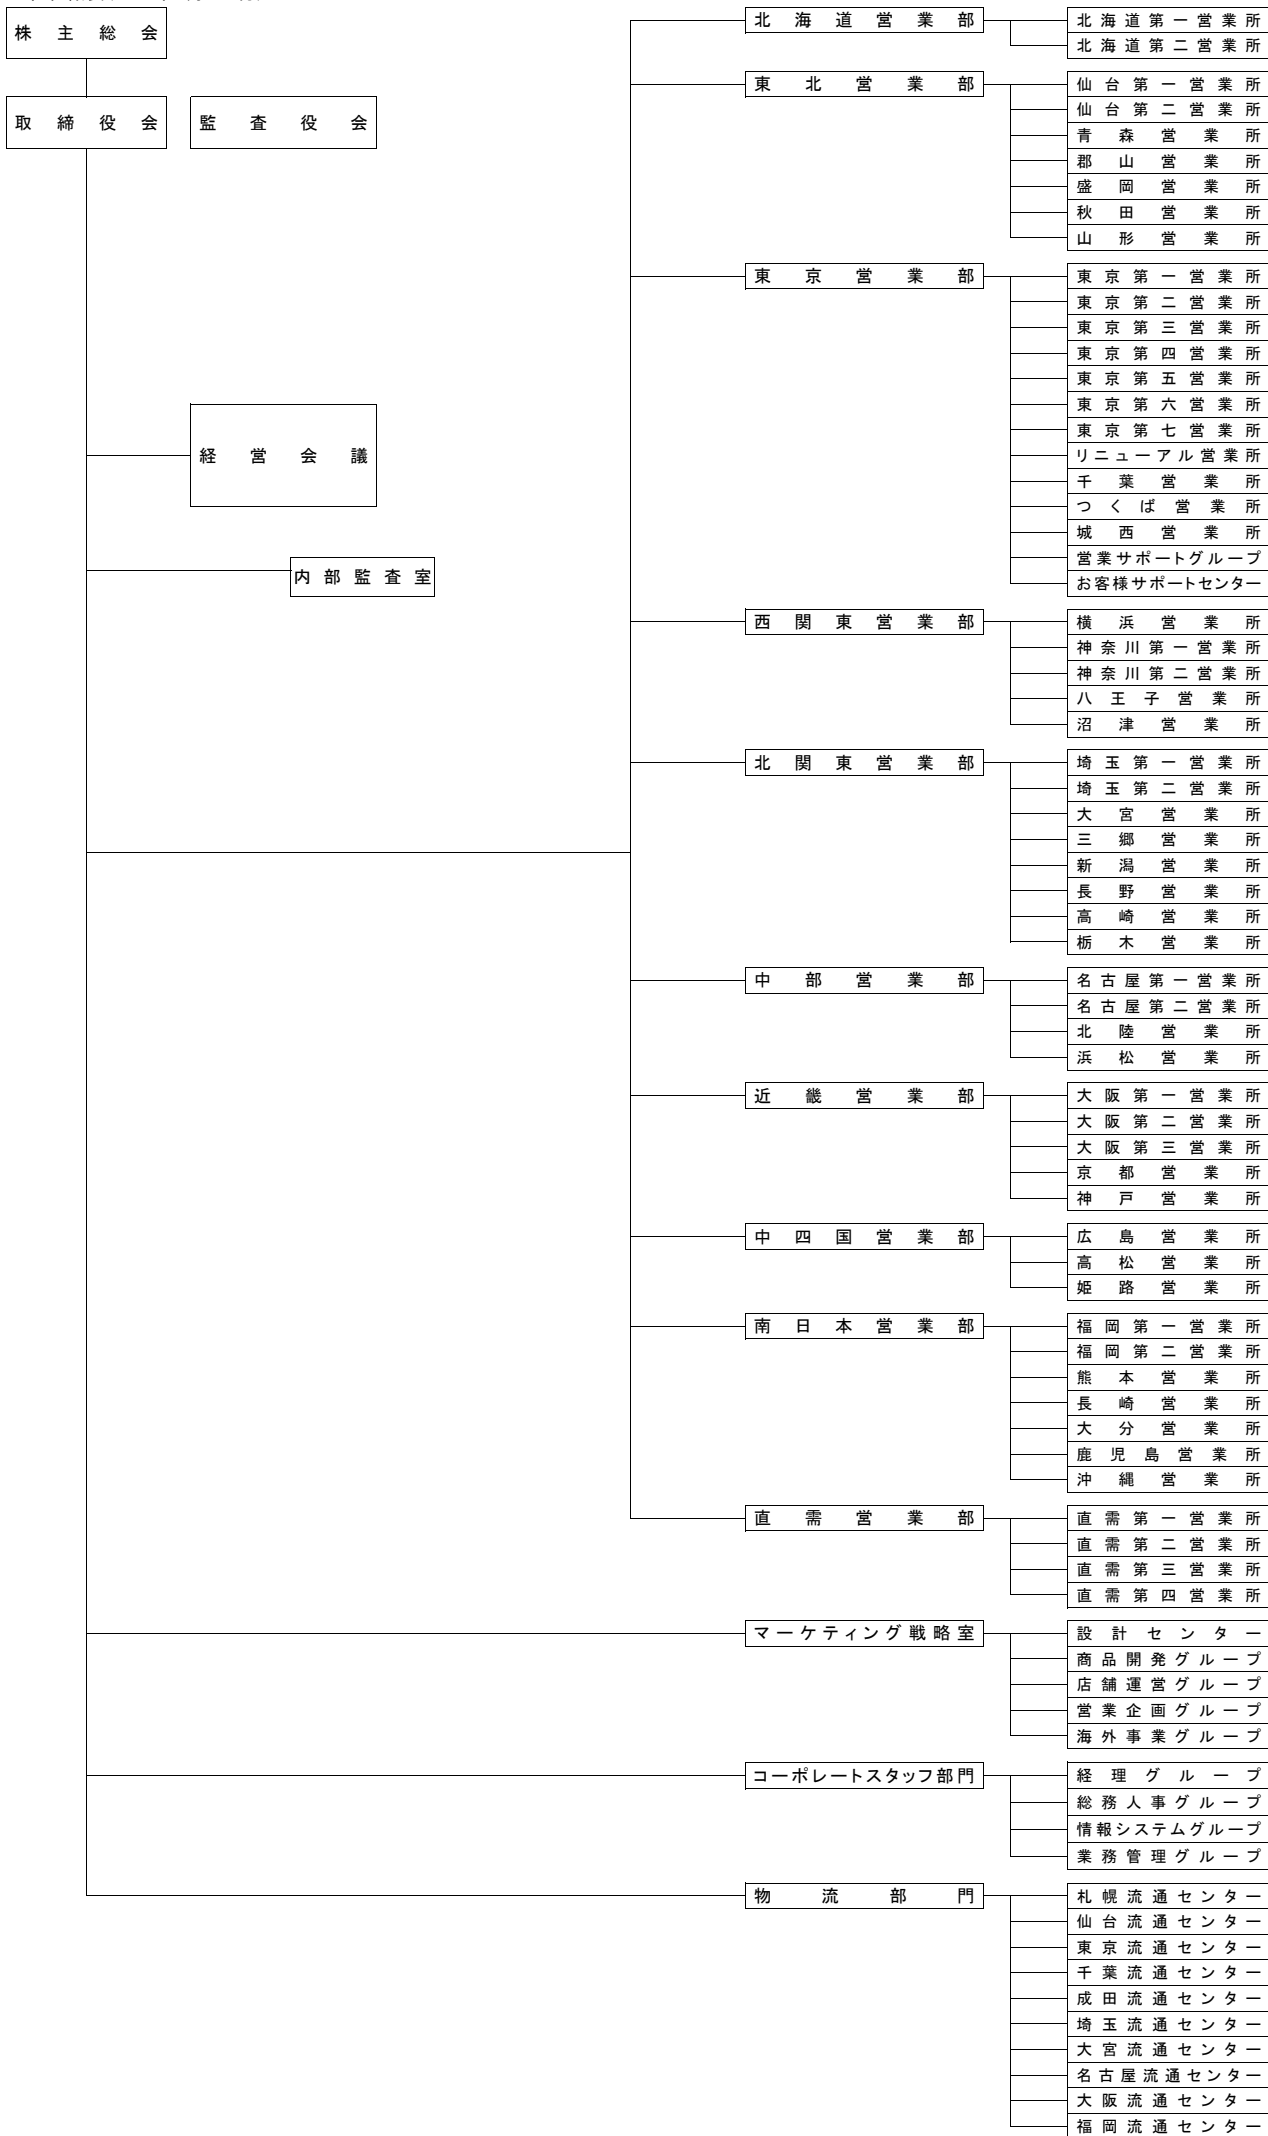 株主総会
取締役会
監査役会
経営会議
内部監査室
北海道営業部
北海道第一営業所
北海道第二営業所
東北営業部
仙台第一営業所
仙台第二営業所
青森営業所
郡山営業所
盛岡営業所
秋田営業所
山形営業所
東京営業部
東京第一営業所
東京第二営業所
東京第三営業所
東京第四営業所
東京第五営業所
東京第六営業所
東京第七営業所
リニューアル営業所
千葉営業所
つくば営業所
城西営業所
営業サポートグループ
お客様サポートセンター
西関東営業部
横浜営業所
神奈川第一営業所
神奈川第二営業所
八王子営業所
沼津営業所
北関東営業部
埼玉第一営業所
埼玉第二営業所
大宮営業所
三郷営業所
新潟営業所
長野営業所
高崎営業所
栃木営業所
中部営業部
名古屋第一営業所
名古屋第二営業所
北陸営業所
浜松営業所
近畿営業部
大阪第一営業所
大阪第二営業所
大阪第三営業所
京都営業所
神戸営業所
中四国営業部
広島営業所
高松営業所
姫路営業所
南日本営業部
福岡第一営業所
福岡第二営業所
熊本営業所
長崎営業所
大分営業所
鹿児島営業所
沖縄営業所
直需営業部
直需第一営業所
直需第二営業所
直需第三営業所
直需第四営業所
マーケティング戦略室
設計センター
商品開発グループ
店舗運営グループ
営業企画グループ
海外事業グループ
コーポレートスタッフ部門
経理グループ
総務人事グループ
情報システムグループ
業務管理グループ
物流部門
札幌流通センター
仙台流通センター
東京流通センター
千葉流通センター
成田流通センター
埼玉流通センター
大宮流通センター
名古屋流通センター
大阪流通センター
福岡流通センター